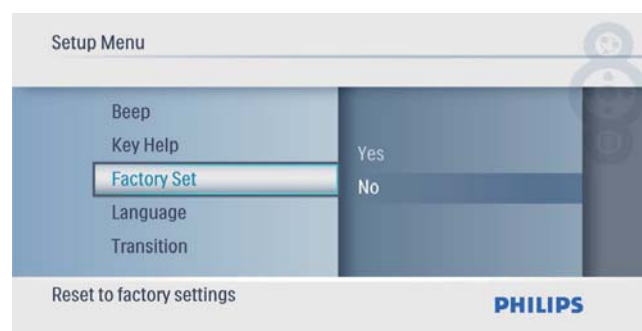 Setup Menu
Beep
Key Help
Factory Set
Language
Transition
Yes
No
Reset to factory settings
PHILIPS